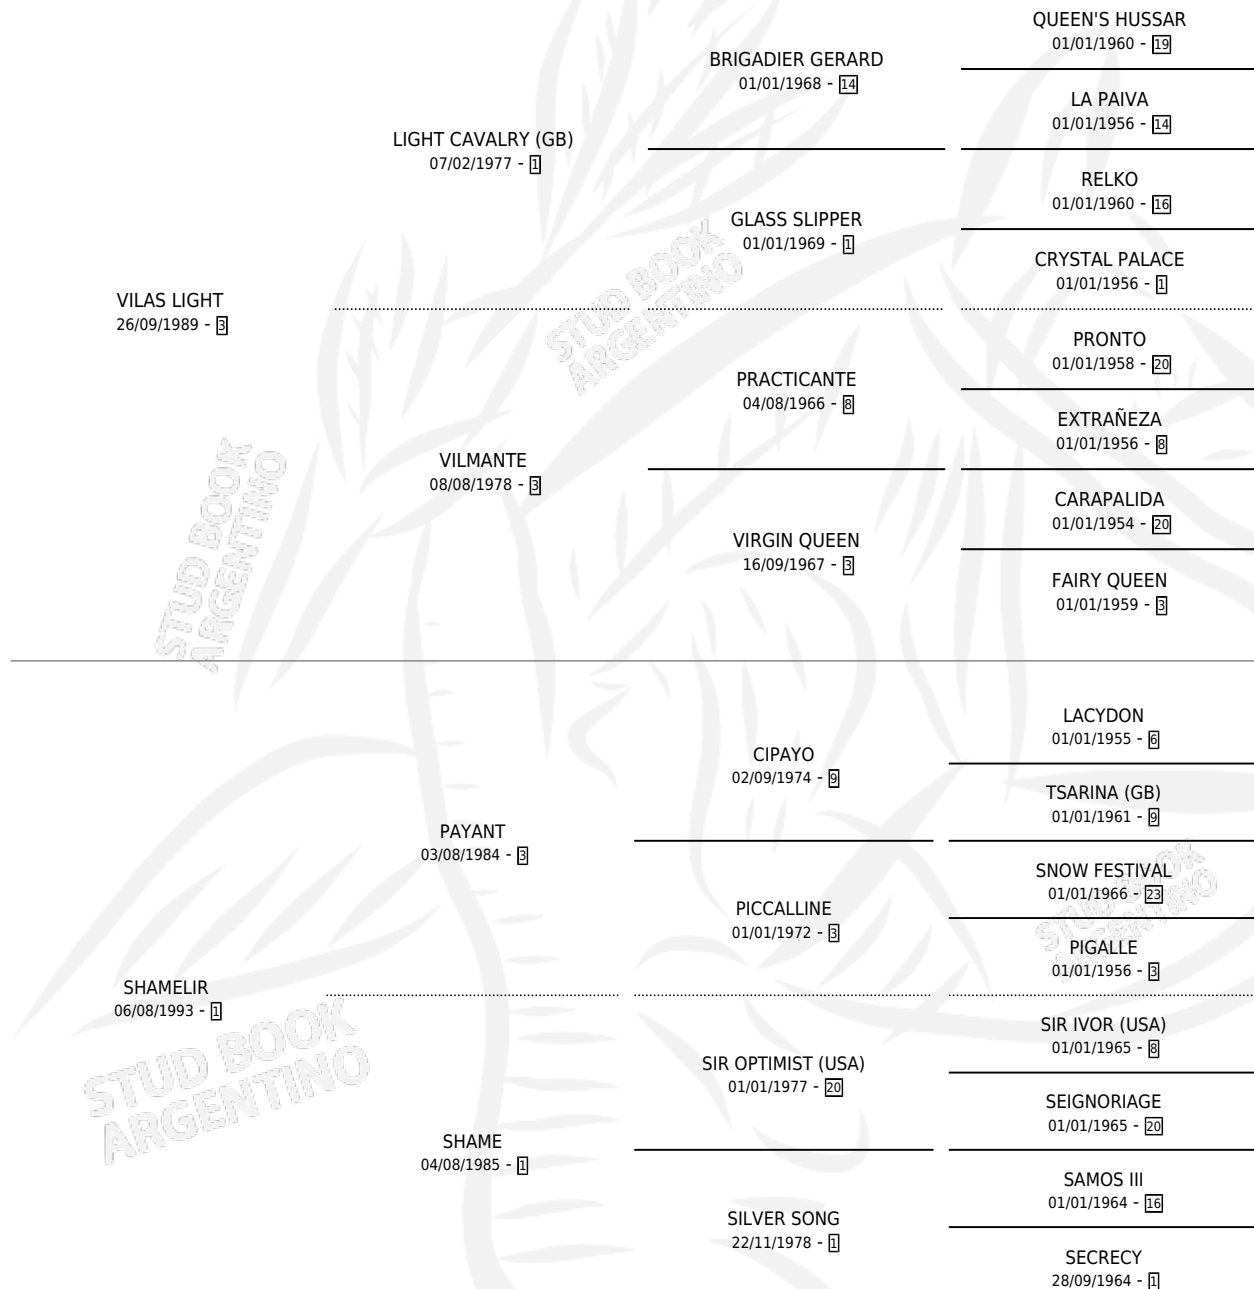 QUEEN'S HUSSAR
01/01/1960 - 19
BRIGADIER GERARD
01/01/1968 - 14
LA PAIVA
01/01/1956 - 14
LIGHT CAVALRY (GB)
07/02/1977 - 1
RELKO
01/01/1960 - 16
GLASS SLIPPER
01/01/1969 - 1
CRYSTAL PALACE
01/01/1956 - 1
VILAS LIGHT
26/09/1989 - 3
PRONTO
01/01/1958 - 20
PRACTICANTE
04/08/1966 - 8
EXTRAÑEZA
01/01/1956 - 8
VILMANTE
08/08/1978 - 3
CARAPALIDA
01/01/1954 - 20
VIRGIN QUEEN
16/09/1967 - 3
FAIRY QUEEN
01/01/1959 - 3
LACYDON
01/01/1955 - 6
CIPAYO
02/09/1974 - 9
TSARINA (GB)
01/01/1961 - 9
PAYANT
03/08/1984 - 3
SNOW FESTIVAL
01/01/1966 - 23
PICCALLINE
01/01/1972 - 3
PIGALLE
01/01/1956 - 3
SHAMELIR
06/08/1993 - 1
SIR IVOR (USA)
01/01/1965 - 8
SIR OPTIMIST (USA)
01/01/1977 - 20
SEIGNORIAGE
01/01/1965 - 20
SHAME
04/08/1985 - 1
SAMOS III
01/01/1964 - 16
SILVER SONG
22/11/1978 - 1
SECRECY
28/09/1964 - 1
STUD BOOK
ARGENTINO
STUD BOOK
ARGENTINO
STUD BOOK
ARGENTINO
STUD BOOK
ARGENTINO